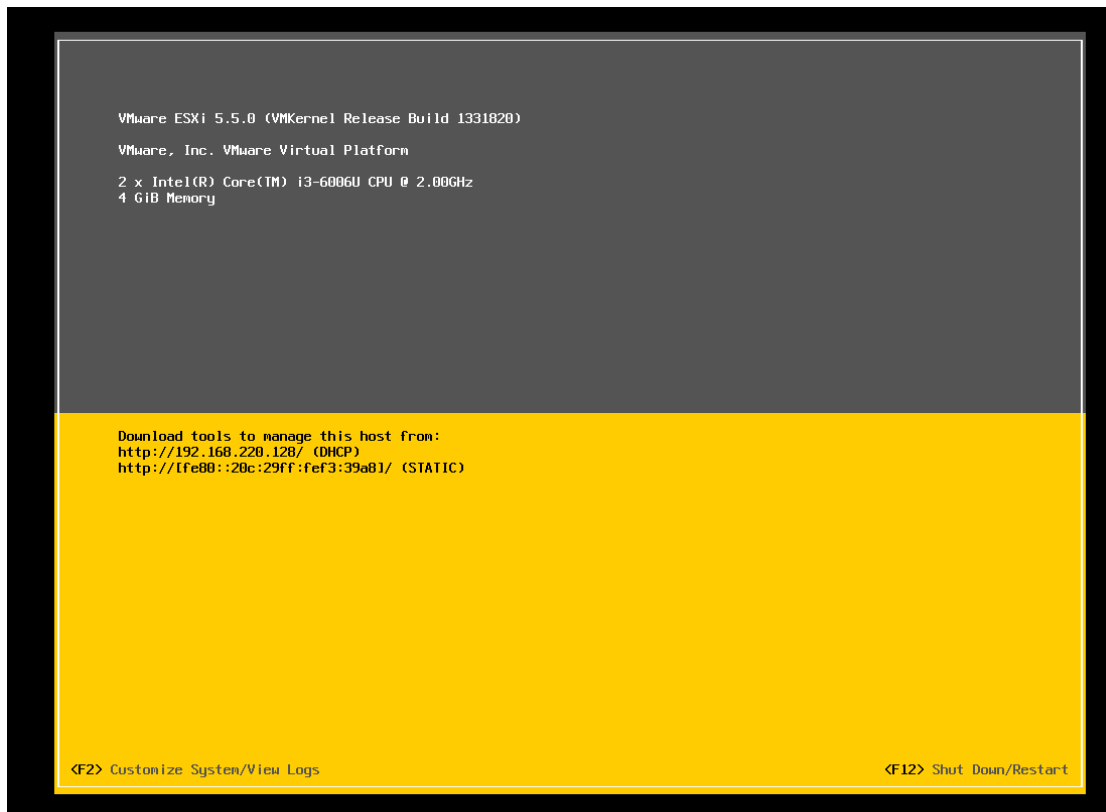 VMware ESXi 5.5.0 (VMKernel Release Build 1331820)
VMware, Inc. VMware Virtual Platform
2 x Intel(R) Core(TM) i3-6006U CPU @ 2.00GHz
4 GiB Memory
Download tools to manage this host from:
http://192.168.220.128/ (DHCP)
http://[fe80::20c:29ff:fef3:39a8]/ (STATIC)
<F2> Customize System/View Logs
<F12> Shut Down/Restart